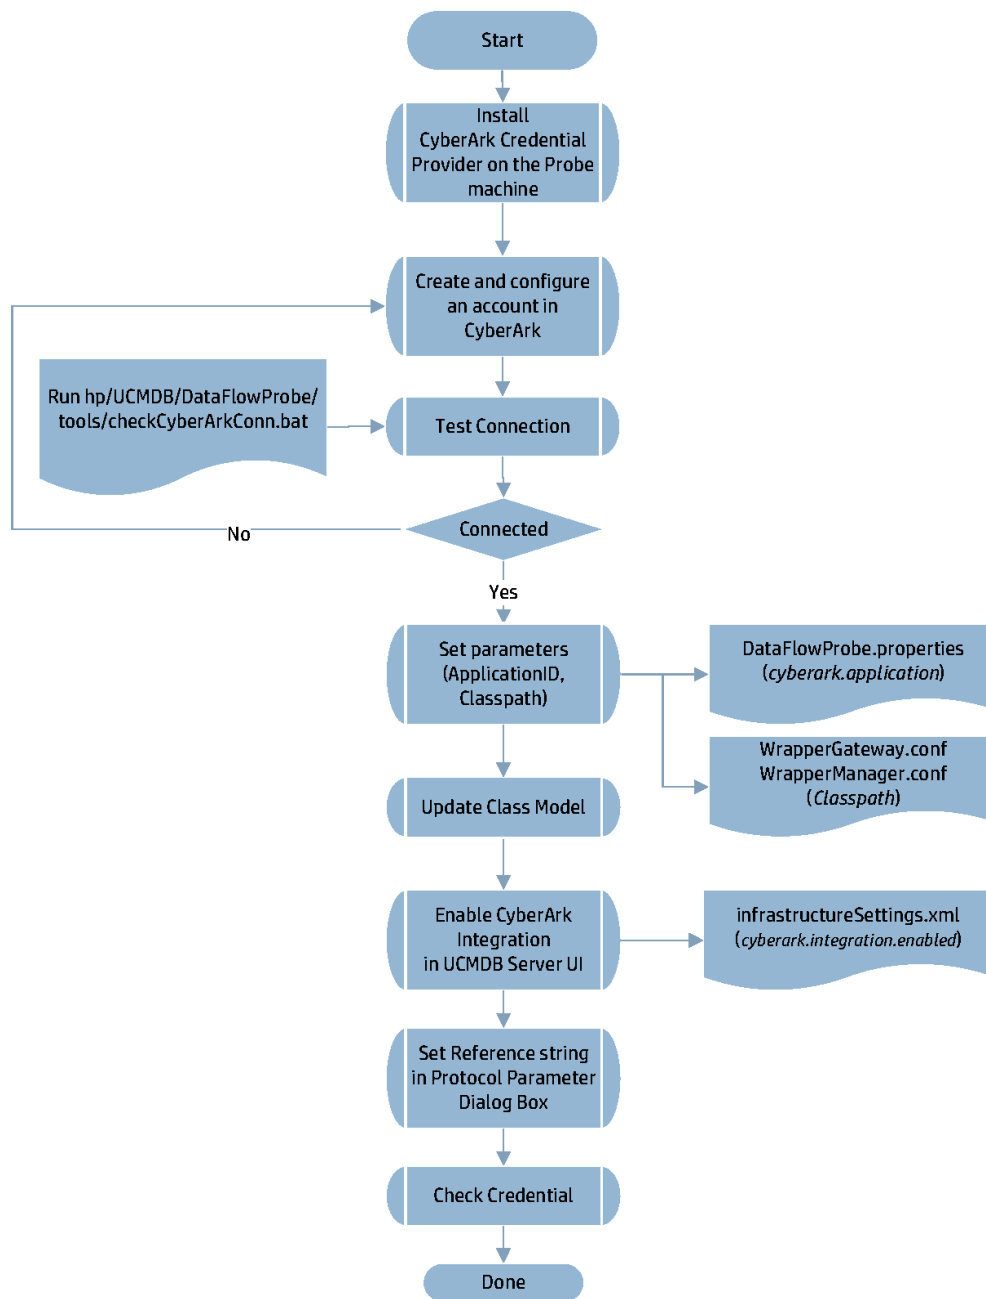 Start
Install
CyberArk Credential
Provider on the Probe
machine
Create and configure
an account in
CyberArk
Run hp/UCMDB/DataFlowProbe/
tools/checkCyberArkConn.bat
Test Connection
Connected
No
Yes
Set parameters
(ApplicationID,
Classpath)
DataFlowProbe.properties
(cyberark.application)
WrapperGateway.conf
WrapperManager.conf
(Classpath)
Update Class Model
Enable CyberArk
Integration
in UCMDB Server UI
infrastructureSettings.xml
(cyberark.integration.enabled)
Set Reference string
in Protocol Parameter
Dialog Box
Check Credential
Done